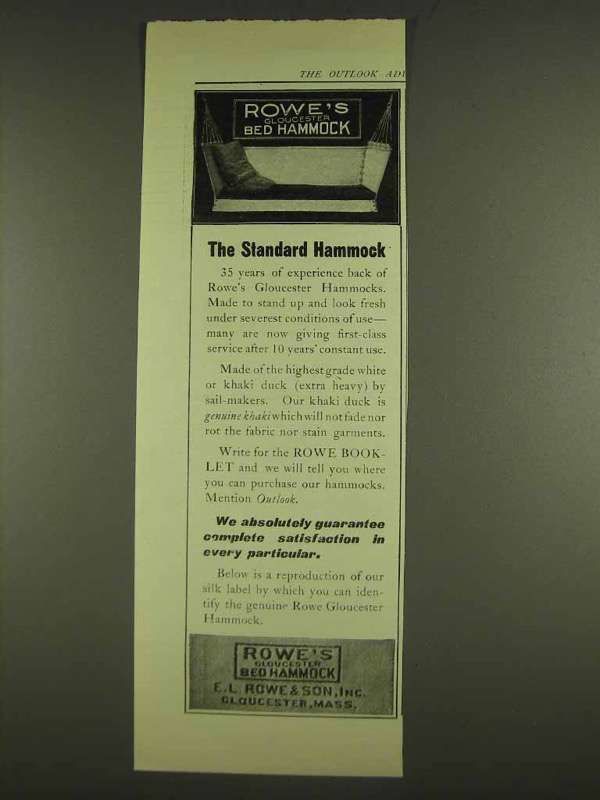 THE OUTLOOK AD
ROWE'S
GLOUCESTER
BED HAMMOCK
The Standard Hammock
35 years of experience back of
Rowe's Gloucester Hammocks.
Made to stand up and look fresh
under severest conditions of use—
many are now giving first-class
service after 10 years' constant use.
Made of the highest grade white
or khaki duck (extra heavy) by
sail-makers. Our khaki duck is
genuine khaki which will not fade nor
rot the fabric nor stain garments.
Write for the ROWE BOOK-
LET and we will tell you where
you can purchase our hammocks.
Mention Outlook.
We absolutely guarantee
complete satisfaction in
every particular.
Below is a reproduction of our
silk label by which you can iden-
tify the genuine Rowe Gloucester
Hammock.
ROWE'S
GLOUCESTER
BED HAMMOCK
E.L. ROWE & SON, INC.
GLOUCESTER, MASS.